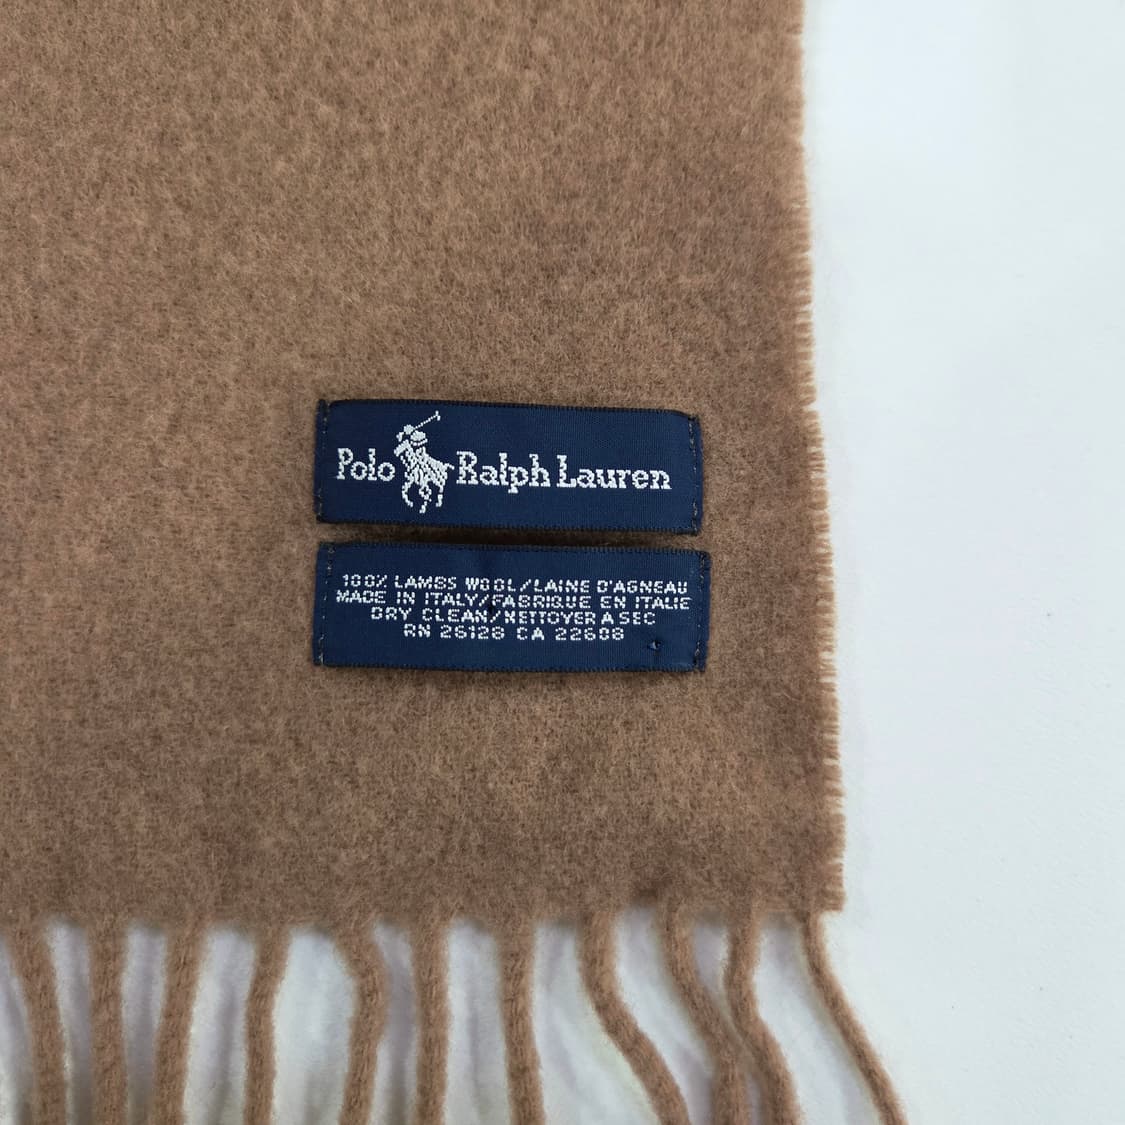 Polo Ralph Lauren
100% LAMBS WOOL/LAINE D'AGNEAU
MADE IN ITALY/FABRIQUE EN ITALIE
DRY CLEAN/NETTOYER A SEC
RN 26128 CA 22608